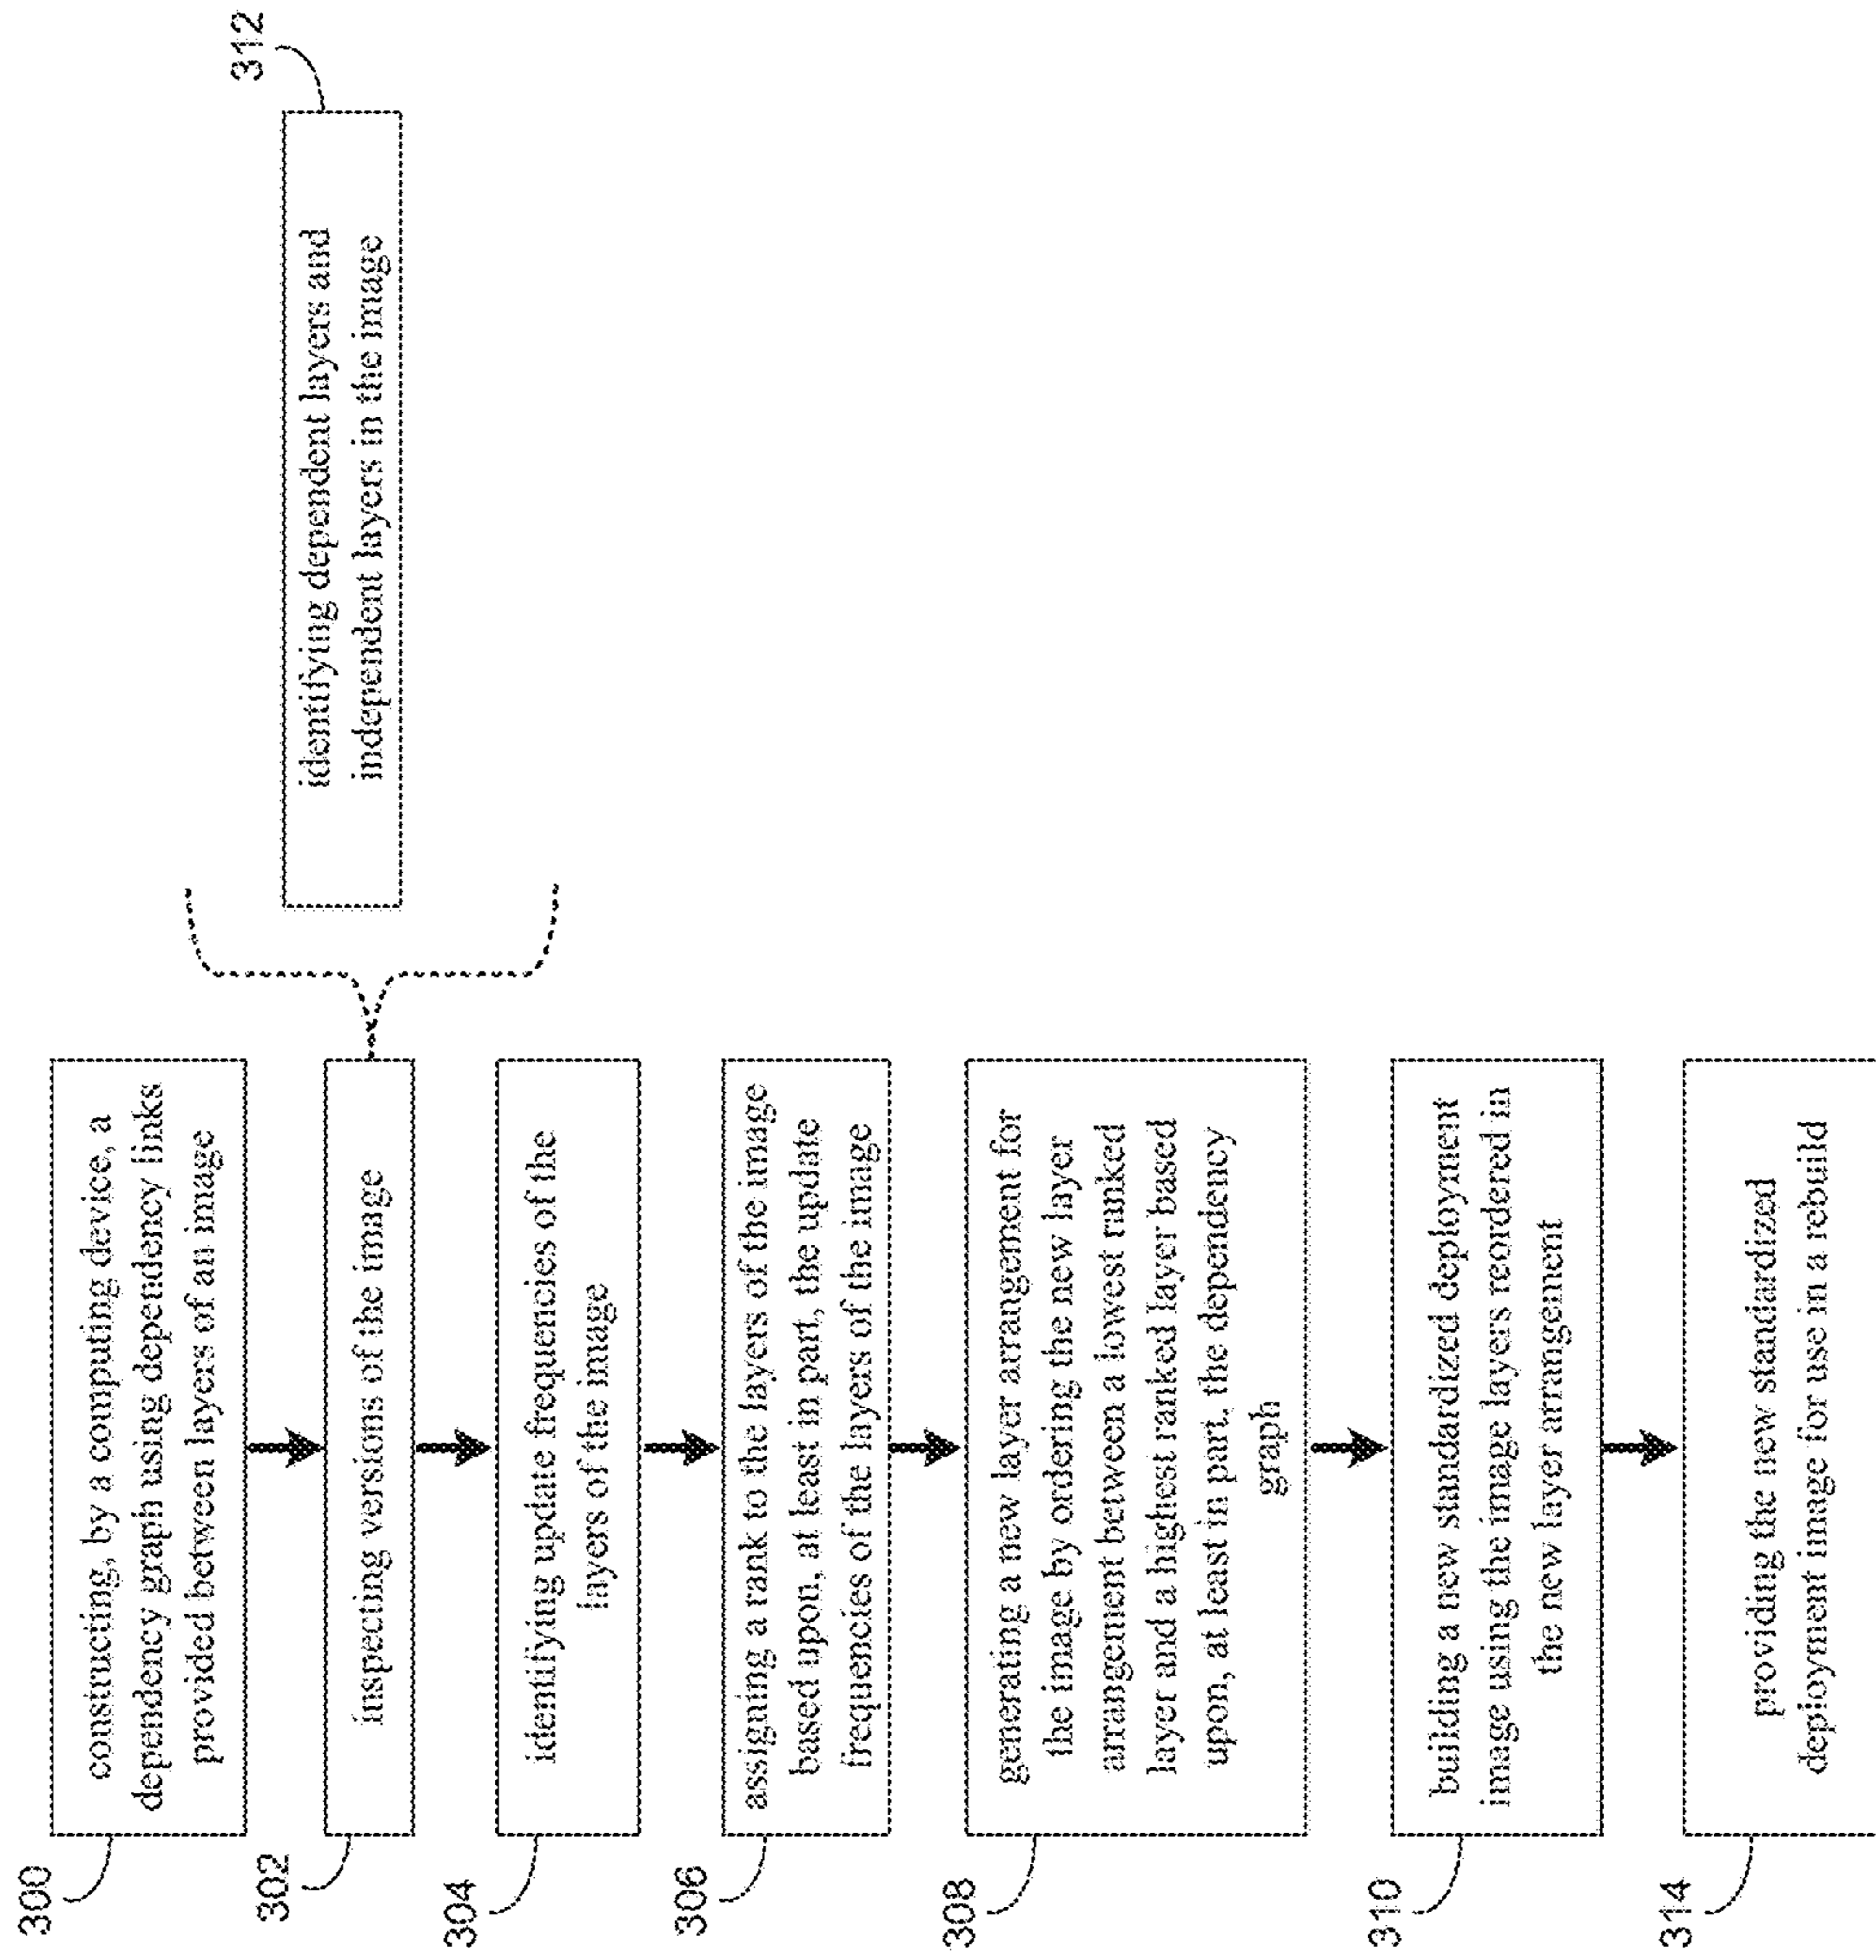 300
constructing, by a computing device, a
dependency graph using dependency links
provided between layers of an image
302
inspecting versions of the image
312
identifying dependent layers and
independent layers in the image
304
identifying update frequencies of the
layers of the image
306
assigning a rank to the layers of the image
based upon, at least in part, the update
frequencies of the layers of the image
308
generating a new layer arrangement for
the image by ordering the new layer
arrangement between a lowest ranked
layer and a highest ranked layer based
upon, at least in part, the dependency
graph
310
building a new standardized deployment
image using the image layers reordered in
the new layer arrangement
314
providing the new standardized
deployment image for use in a rebuild